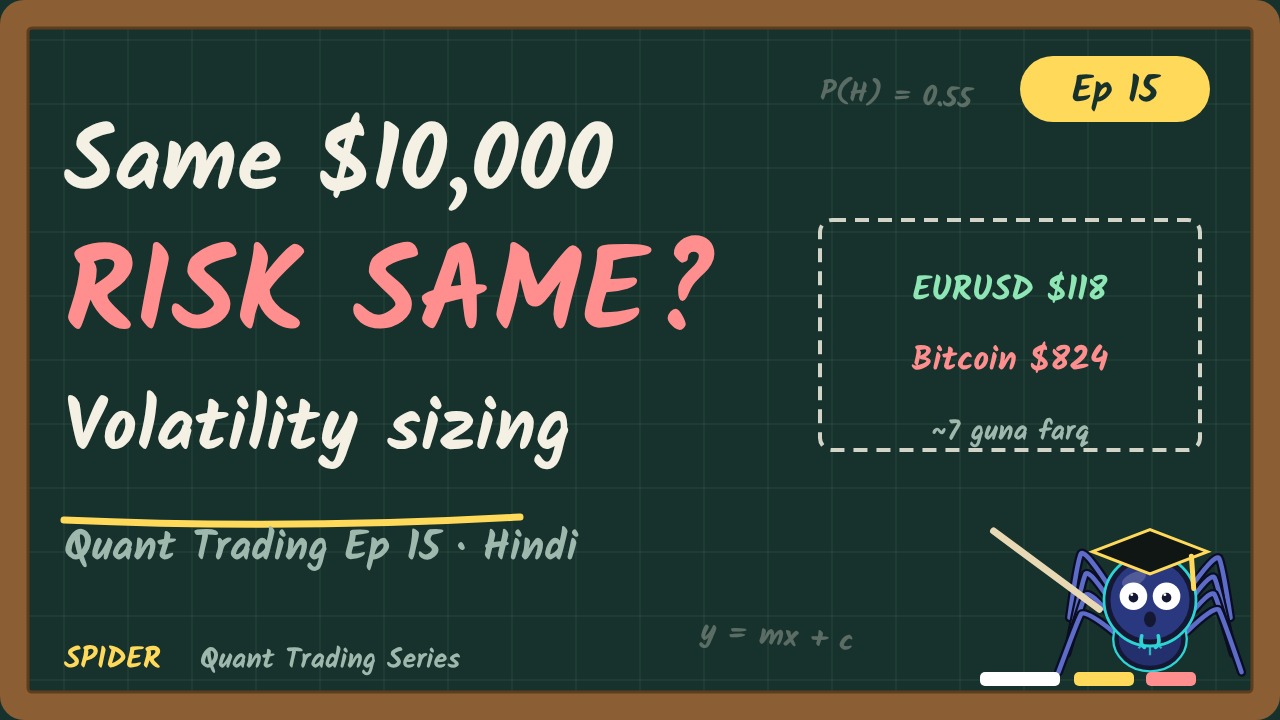 P(H) = 0.55
Ep 15
Same $10,000
RISK SAME?
EURUSD $118
Bitcoin $824
~7 guna farq
Volatility sizing
Quant Trading Ep 15 · Hindi
y = mx + c
SPIDER Quant Trading Series